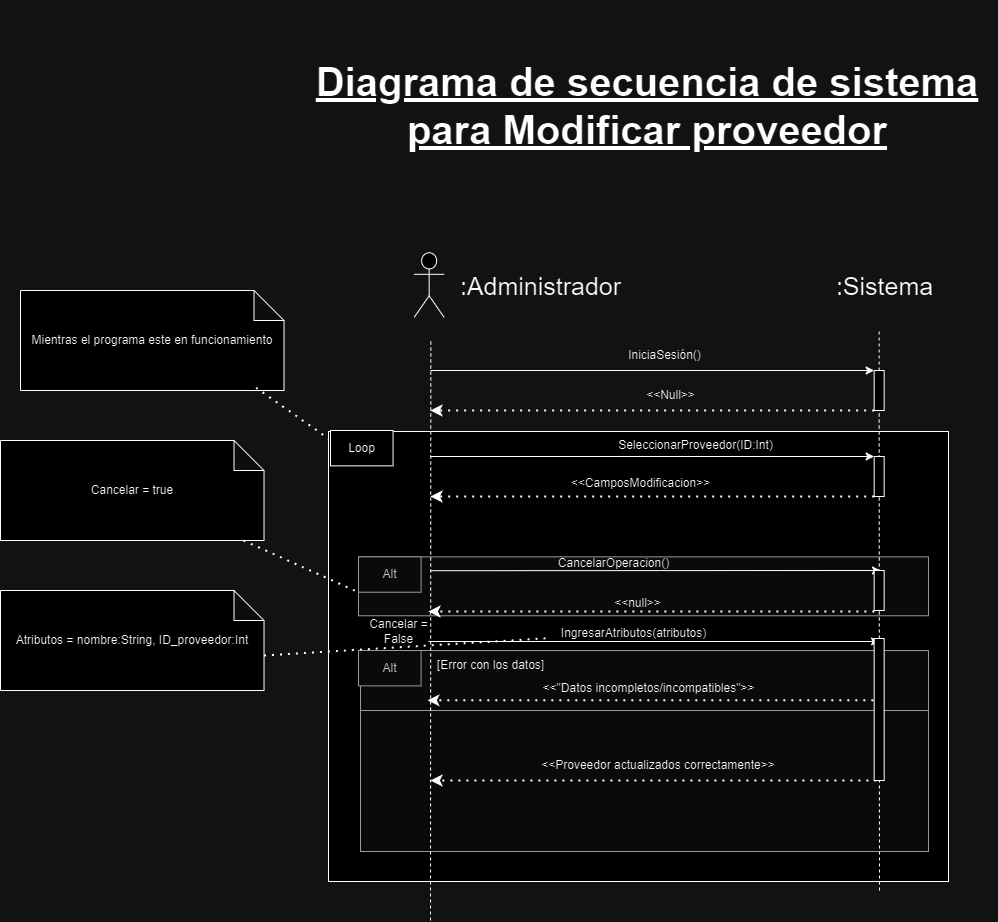 Diagrama de secuencia de sistema
para Modificar proveedor
:Administrador
:Sistema
Mientras el programa este en funcionamiento
IniciaSesión()
<<Null>>
Loop
SeleccionarProveedor(ID:Int)
<<CamposModificacion>>
Cancelar = true
CancelarOperacion()
Alt
<<null>>
Cancelar =
False
IngresarAtributos(atributos)
Atributos = nombre:String, ID_proveedor:Int
Alt
[Error con los datos]
<<"Datos incompletos/incompatibles">>
<<Proveedor actualizados correctamente>>